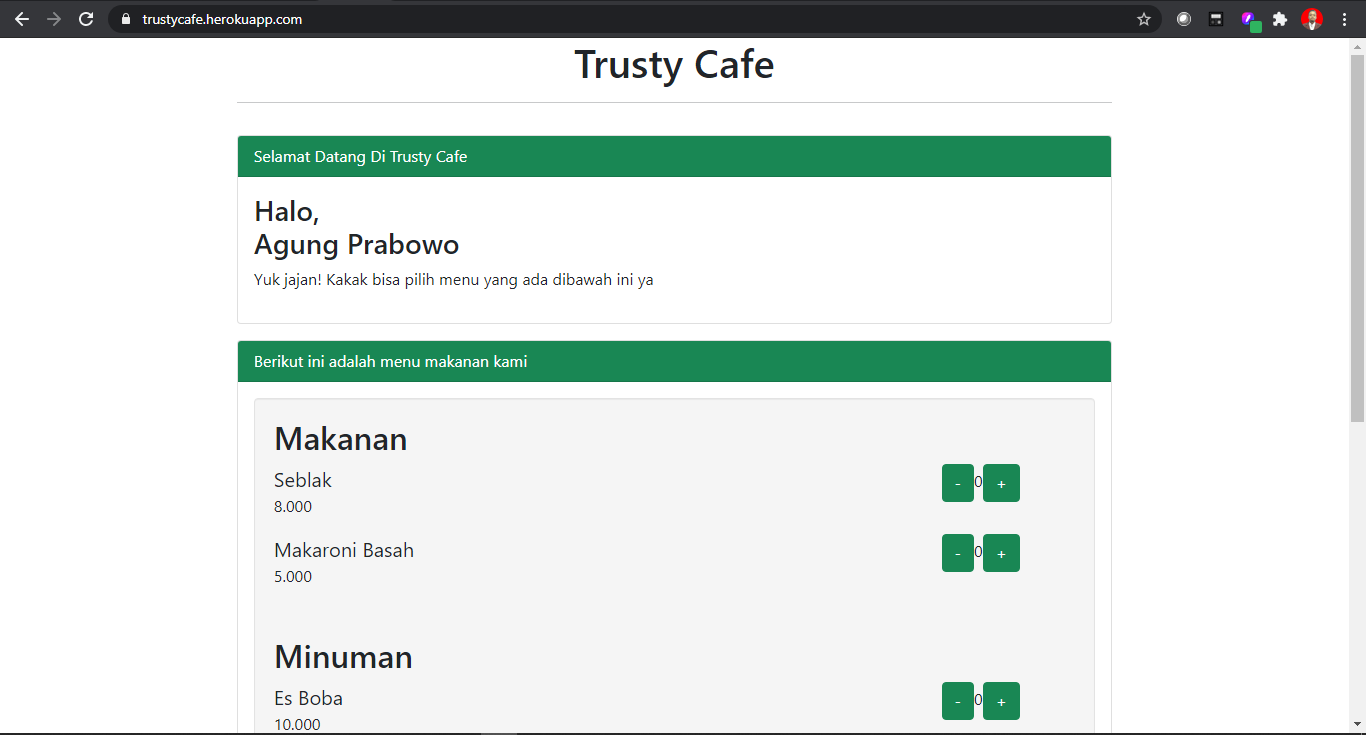 trustycafe.herokuapp.com
Trusty Cafe
Selamat Datang Di Trusty Cafe
Halo,
Agung Prabowo
Yuk jajan! Kakak bisa pilih menu yang ada dibawah ini ya
Berikut ini adalah menu makanan kami
Makanan
Seblak
- 0 +
8.000
Makaroni Basah
- 0 +
5.000
Minuman
Es Boba
- 0 +
10.000